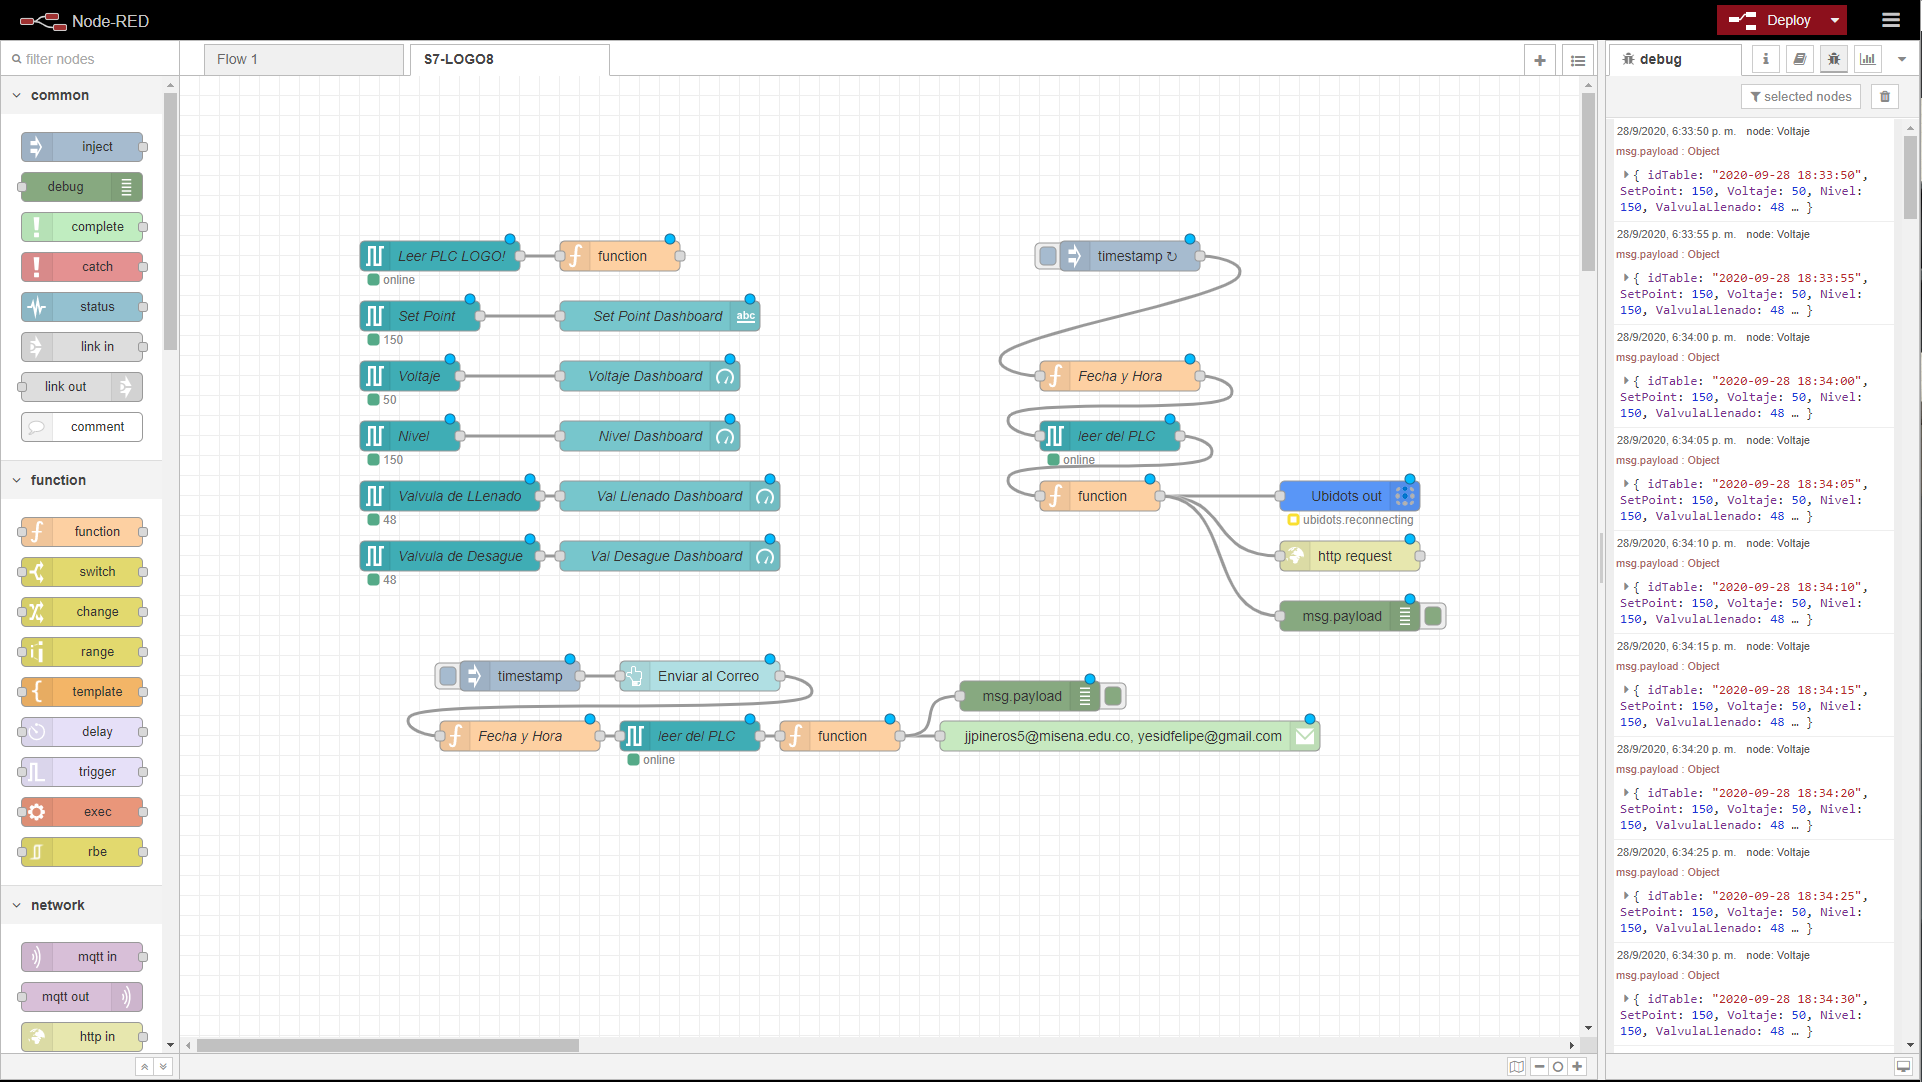 Node-RED
Deploy
filter nodes
Flow 1
S7-LOGO8
debug
i
selected nodes
common
inject
debug
complete
catch
status
link in
link out
comment
function
function
switch
change
range
template
delay
trigger
exec
rbe
network
mqtt in
mqtt out
http in
Leer PLC LOGO!
function
online
Set Point
Set Point Dashboard
abc
150
Voltaje
Voltaje Dashboard
50
Nivel
Nivel Dashboard
150
Valvula de LLenado
Val Llenado Dashboard
48
Valvula de Desague
Val Desague Dashboard
48
timestamp ↻
Fecha y Hora
leer del PLC
online
function
Ubidots out
ubidots.reconnecting
http request
msg.payload
timestamp
Enviar al Correo
Fecha y Hora
leer del PLC
online
function
msg.payload
jjpineros5@misena.edu.co, yesidfelipe@gmail.com
28/9/2020, 6:33:50 p. m. node: Voltaje
msg.payload : Object
{ idTable: "2020-09-28 18:33:50",
SetPoint: 150, Voltaje: 50, Nivel:
150, ValvulaLlenado: 48 … }
28/9/2020, 6:33:55 p. m. node: Voltaje
msg.payload : Object
{ idTable: "2020-09-28 18:33:55",
SetPoint: 150, Voltaje: 50, Nivel:
150, ValvulaLlenado: 48 … }
28/9/2020, 6:34:00 p. m. node: Voltaje
msg.payload : Object
{ idTable: "2020-09-28 18:34:00",
SetPoint: 150, Voltaje: 50, Nivel:
150, ValvulaLlenado: 48 … }
28/9/2020, 6:34:05 p. m. node: Voltaje
msg.payload : Object
{ idTable: "2020-09-28 18:34:05",
SetPoint: 150, Voltaje: 50, Nivel:
150, ValvulaLlenado: 48 … }
28/9/2020, 6:34:10 p. m. node: Voltaje
msg.payload : Object
{ idTable: "2020-09-28 18:34:10",
SetPoint: 150, Voltaje: 50, Nivel:
150, ValvulaLlenado: 48 … }
28/9/2020, 6:34:15 p. m. node: Voltaje
msg.payload : Object
{ idTable: "2020-09-28 18:34:15",
SetPoint: 150, Voltaje: 50, Nivel:
150, ValvulaLlenado: 48 … }
28/9/2020, 6:34:20 p. m. node: Voltaje
msg.payload : Object
{ idTable: "2020-09-28 18:34:20",
SetPoint: 150, Voltaje: 50, Nivel:
150, ValvulaLlenado: 48 … }
28/9/2020, 6:34:25 p. m. node: Voltaje
msg.payload : Object
{ idTable: "2020-09-28 18:34:25",
SetPoint: 150, Voltaje: 50, Nivel:
150, ValvulaLlenado: 48 … }
28/9/2020, 6:34:30 p. m. node: Voltaje
msg.payload : Object
{ idTable: "2020-09-28 18:34:30",
SetPoint: 150, Voltaje: 50, Nivel:
150, ValvulaLlenado: 48 … }